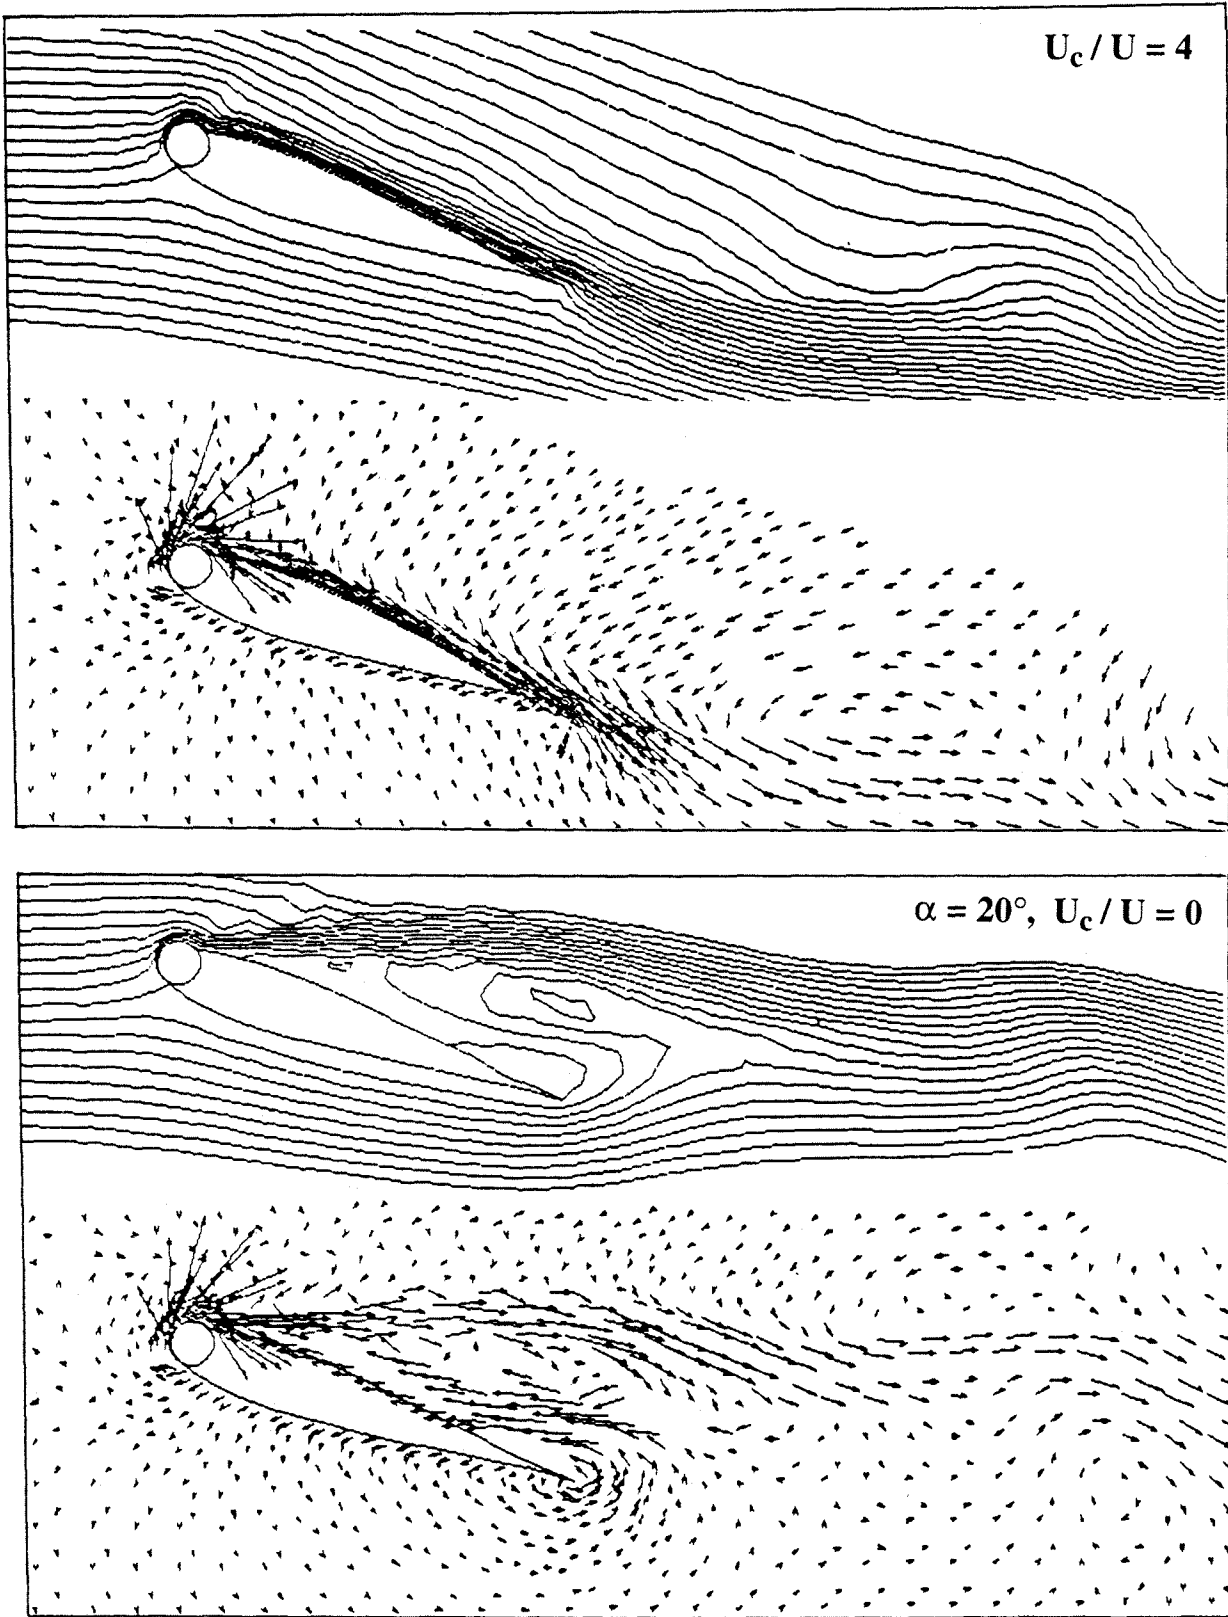 U_c / U = 4
α = 20°, U_c / U = 0